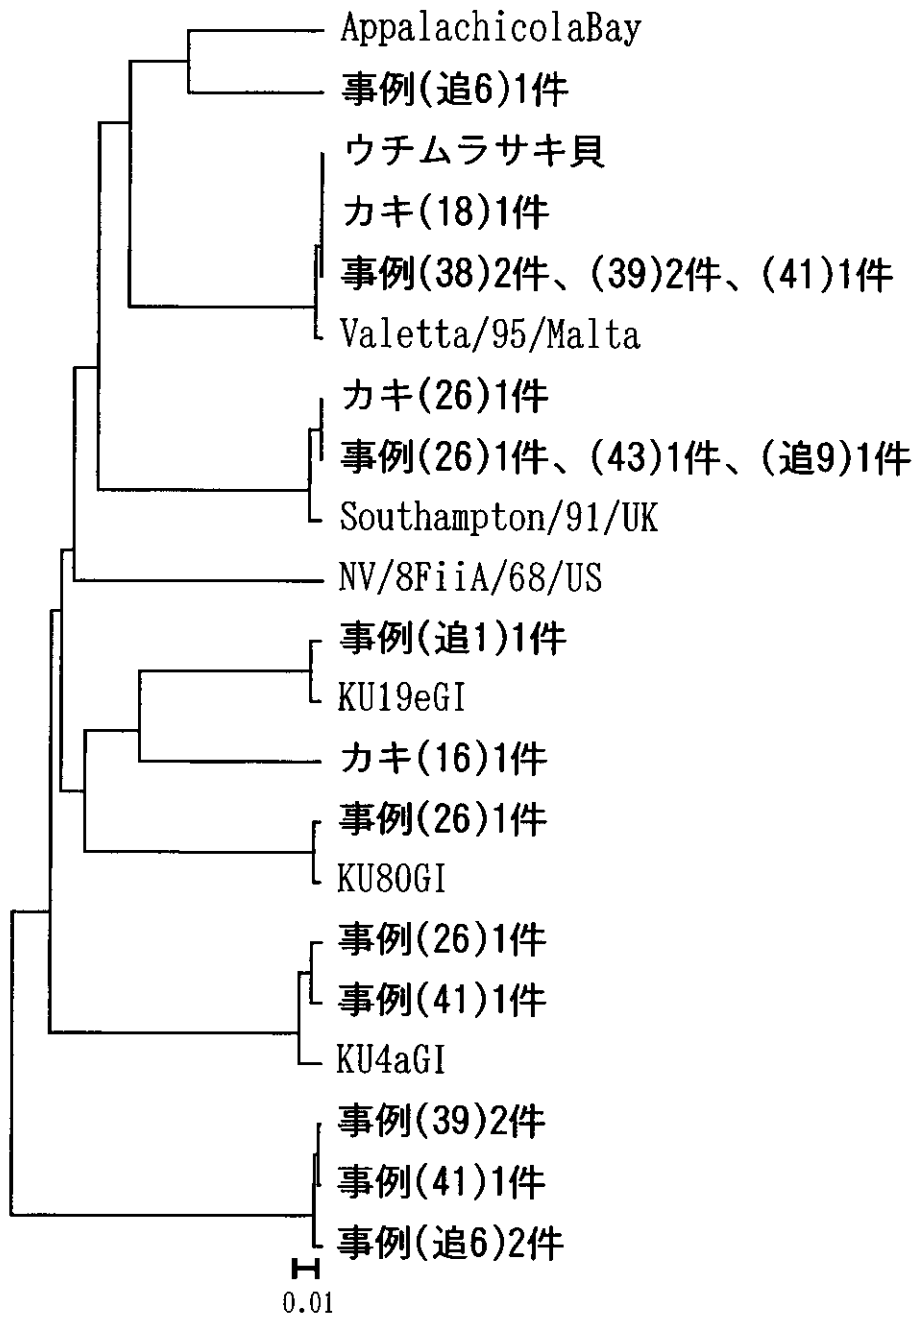 AppalachicolaBay
事例(追6)1件
ウチムラサキ貝
カキ(18)1件
事例(38)2件、(39)2件、(41)1件
Valetta/95/Malta
カキ(26)1件
事例(26)1件、(43)1件、(追9)1件
Southampton/91/UK
NV/8FiiA/68/US
事例(追1)1件
KU19eGI
カキ(16)1件
事例(26)1件
KU80GI
事例(26)1件
事例(41)1件
KU4aGI
事例(39)2件
事例(41)1件
事例(追6)2件
0.01